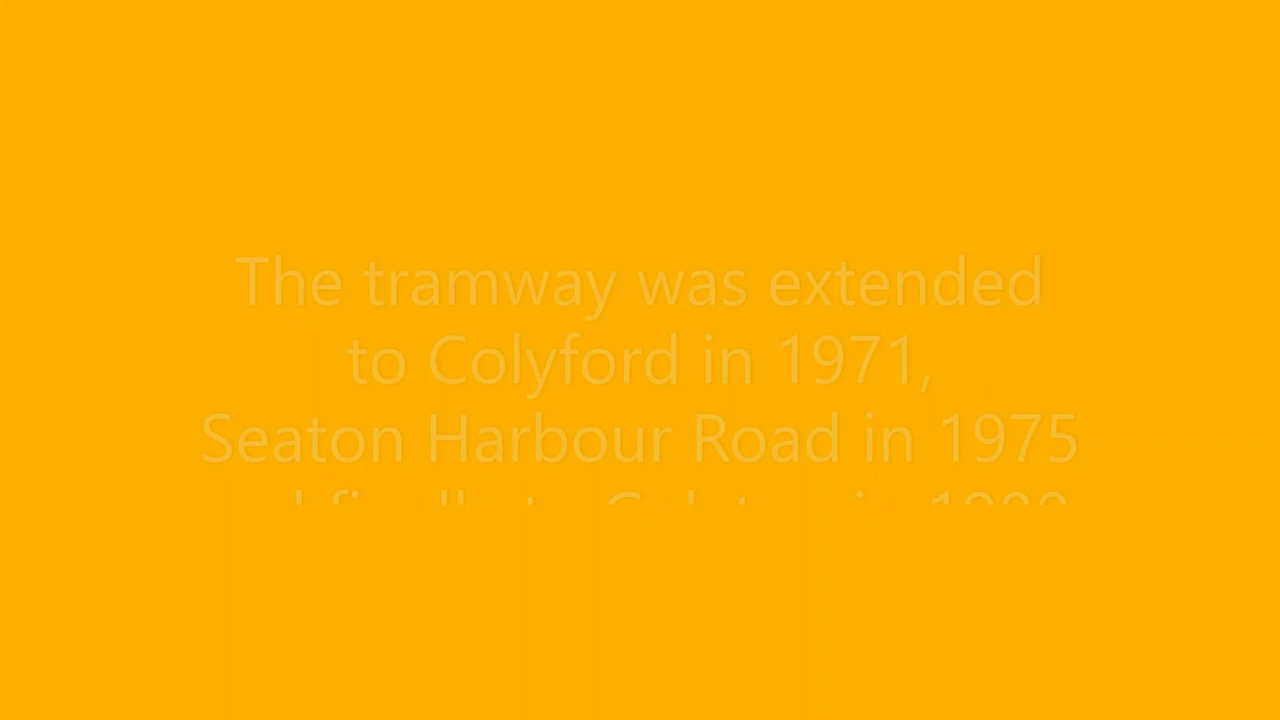 The tramway was extended
to Colyford in 1971,
Seaton Harbour Road in 1975